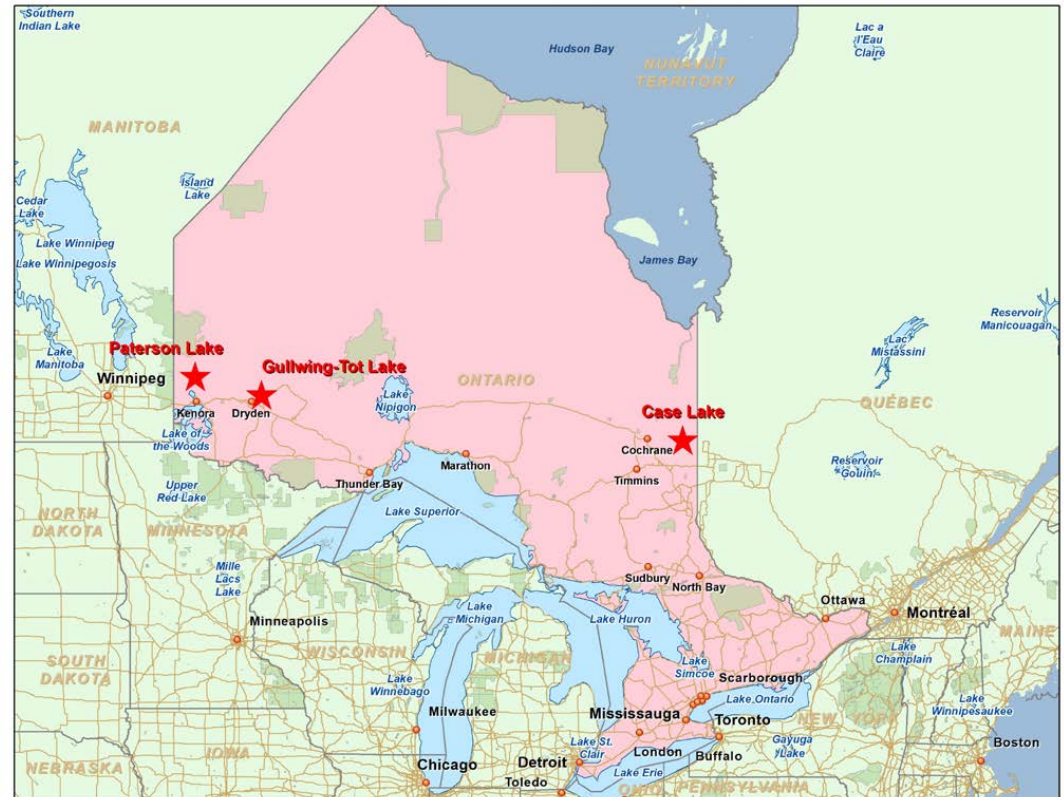 Southern
Indian Lake
Lac a
l'Eau
Claire
Hudson Bay
NUNAVUT
TERRITORY
MANITOBA
Island
Lake
Cedar
Lake
Lake Winnipeg
Lake Winnipegosis
James Bay
Reservoir
Manicouagan
Lac
Mistassini
Paterson Lake
Lake
Manitoba
Winnipeg
Gullwing-Tot Lake
ONTARIO
Lake
Nipigon
QUÉBEC
Case Lake
Kenora
Dryden
Lake of
the Woods
Cochrane
Marathon
Timmins
Reservoir
Gouin
Thunder Bay
Upper
Red Lake
Lake Superior
NORTH
DAKOTA
MINNESOTA
Mille
Lacs
Lake
Sudbury
North Bay
Ottawa
Montréal
Minneapolis
Lake
Michigan
Lake Huron
MAINE
Lake
Champlain
WISCONSIN
MICHIGAN
SOUTH
DAKOTA
Lake
Simcoe
Scarborough
Lake
Winnebago
Lake Ontario
Lake
Winnipesaukee
Milwaukee
Mississauga
Toronto
NEW YORK
Gayuga
Lake
Boston
IOWA
Lake St.
Clair
London
Buffalo
NEBRASKA
Chicago
Detroit
Lake Erie
Toledo
OHIO
PENNSYLVANIA